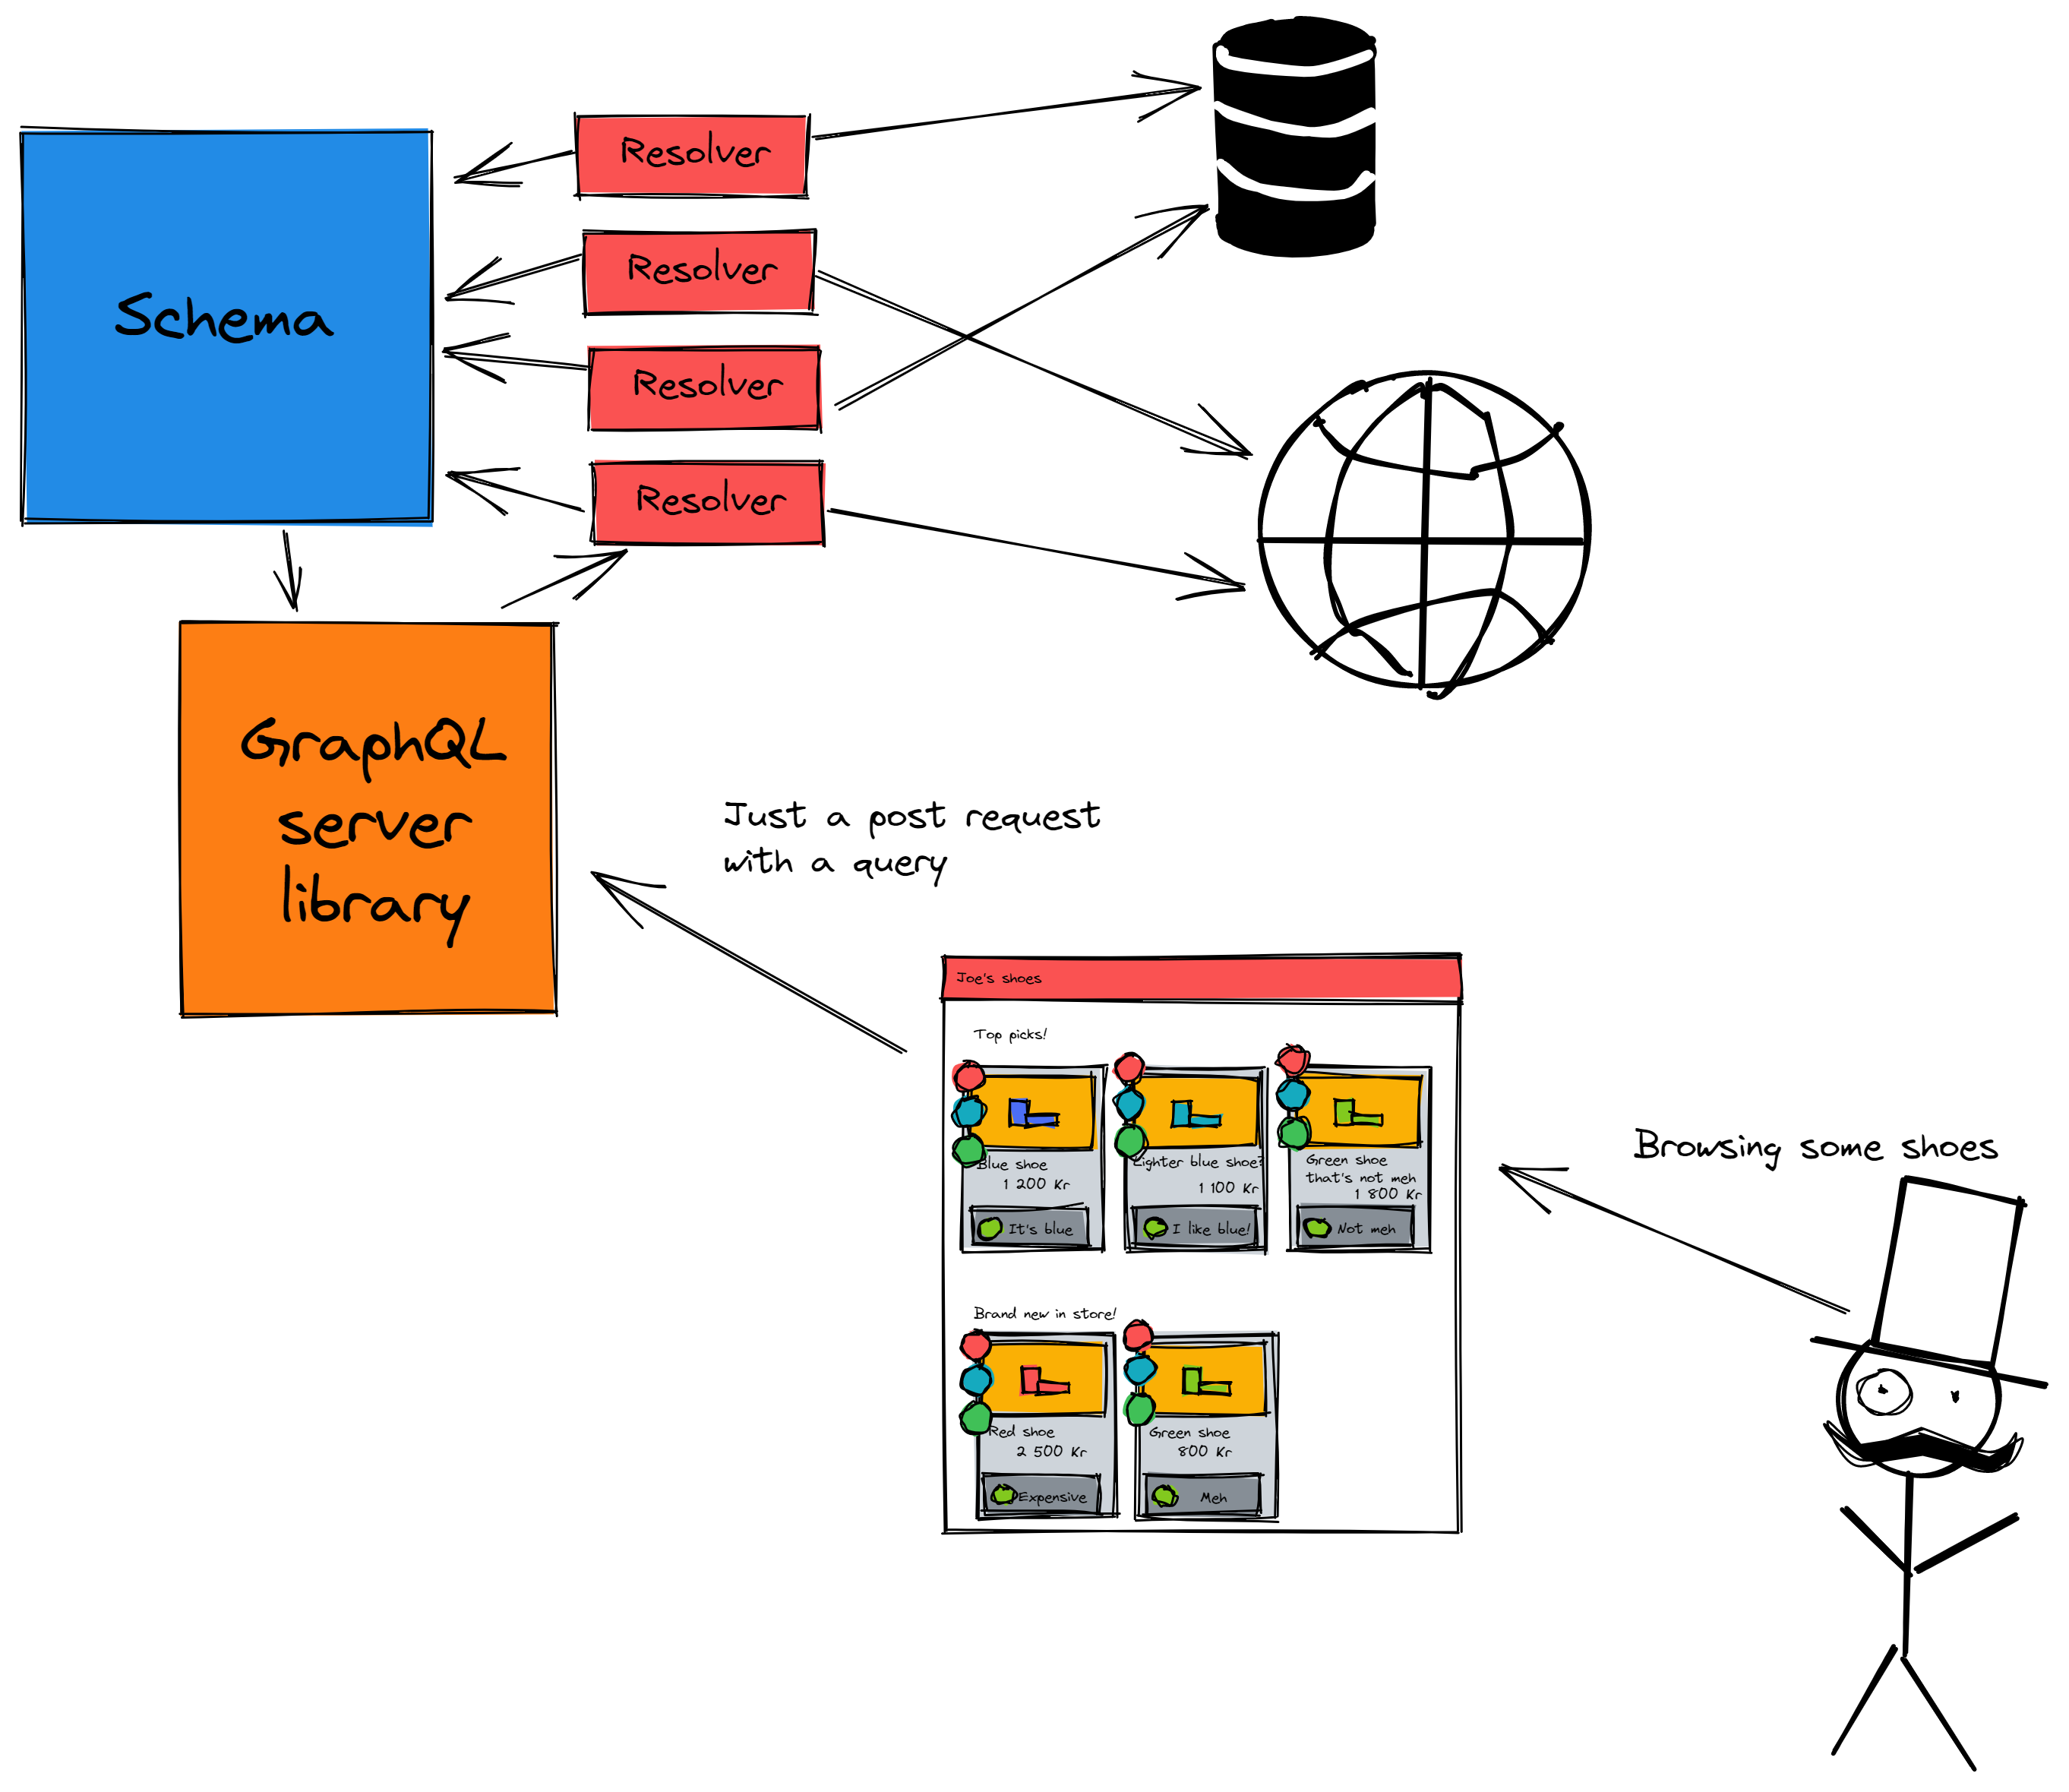 Resolver
Resolver
Schema
Resolver
Resolver
GraphQL
server
library
Just a post request
with a query
Joe's shoes
Top picks!
Blue shoe
1 200 Kr
It's blue
Lighter blue shoe?
1 100 Kr
I like blue!
Green shoe
that's not meh
1 800 Kr
Not meh
Brand new in store!
Red shoe
2 500 Kr
Expensive
Green shoe
800 Kr
Meh
Browsing some shoes